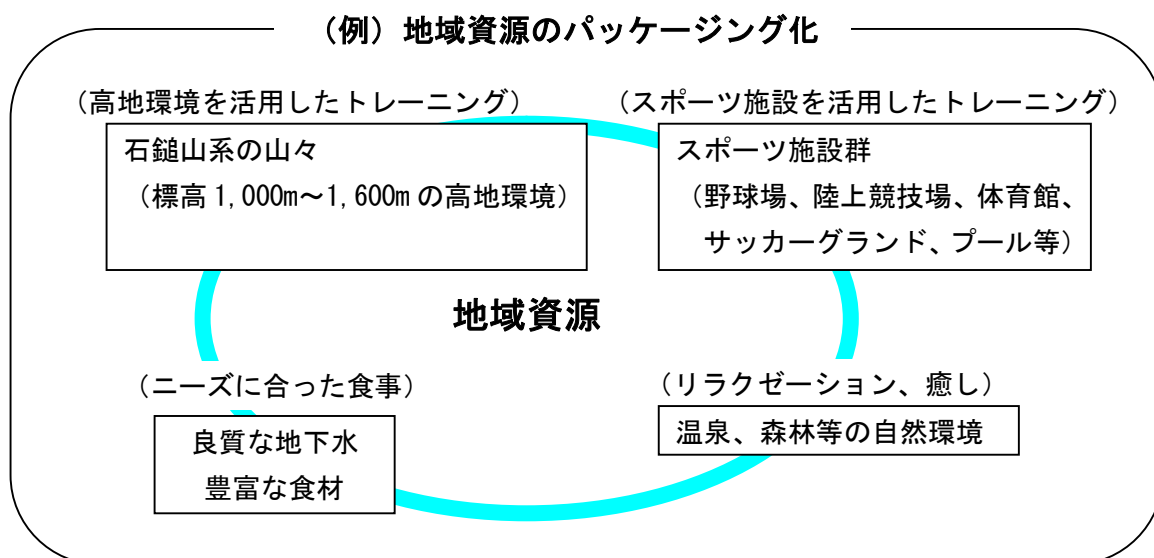 （例）地域資源のパッケージング化
（高地環境を活用したトレーニング）
石鎚山系の山々
（標高1,000m～1,600mの高地環境）
（スポーツ施設を活用したトレーニング）
スポーツ施設群
（野球場、陸上競技場、体育館、
サッカーグランド、プール等）
地域資源
（ニーズに合った食事）
良質な地下水
豊富な食材
（リラクゼーション、癒し）
温泉、森林等の自然環境